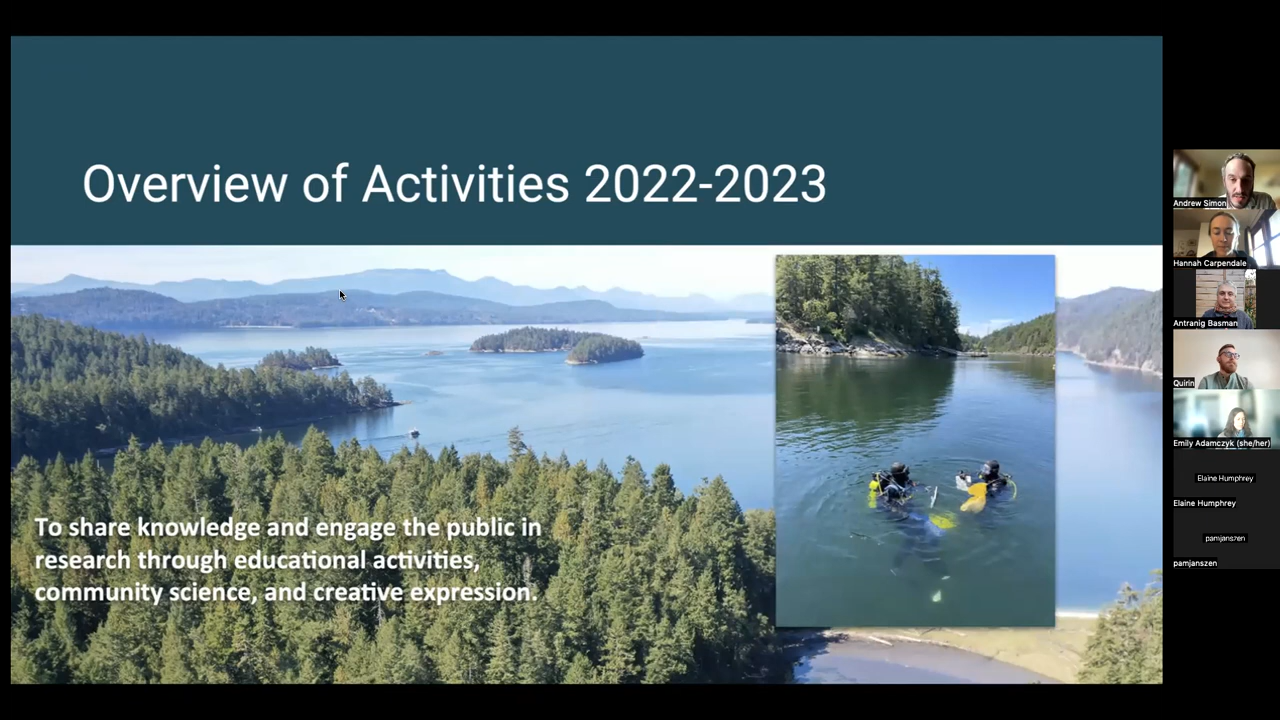 Overview of Activities 2022-2023
To share knowledge and engage the public in
research through educational activities,
community science, and creative expression.
Andrew Simon
Hannah Carpendale
Antranig Basman
Quirin
Emily Adamczyk (she/her)
Elaine Humphrey
Elaine Humphrey
pamjanszen
pamjanszen